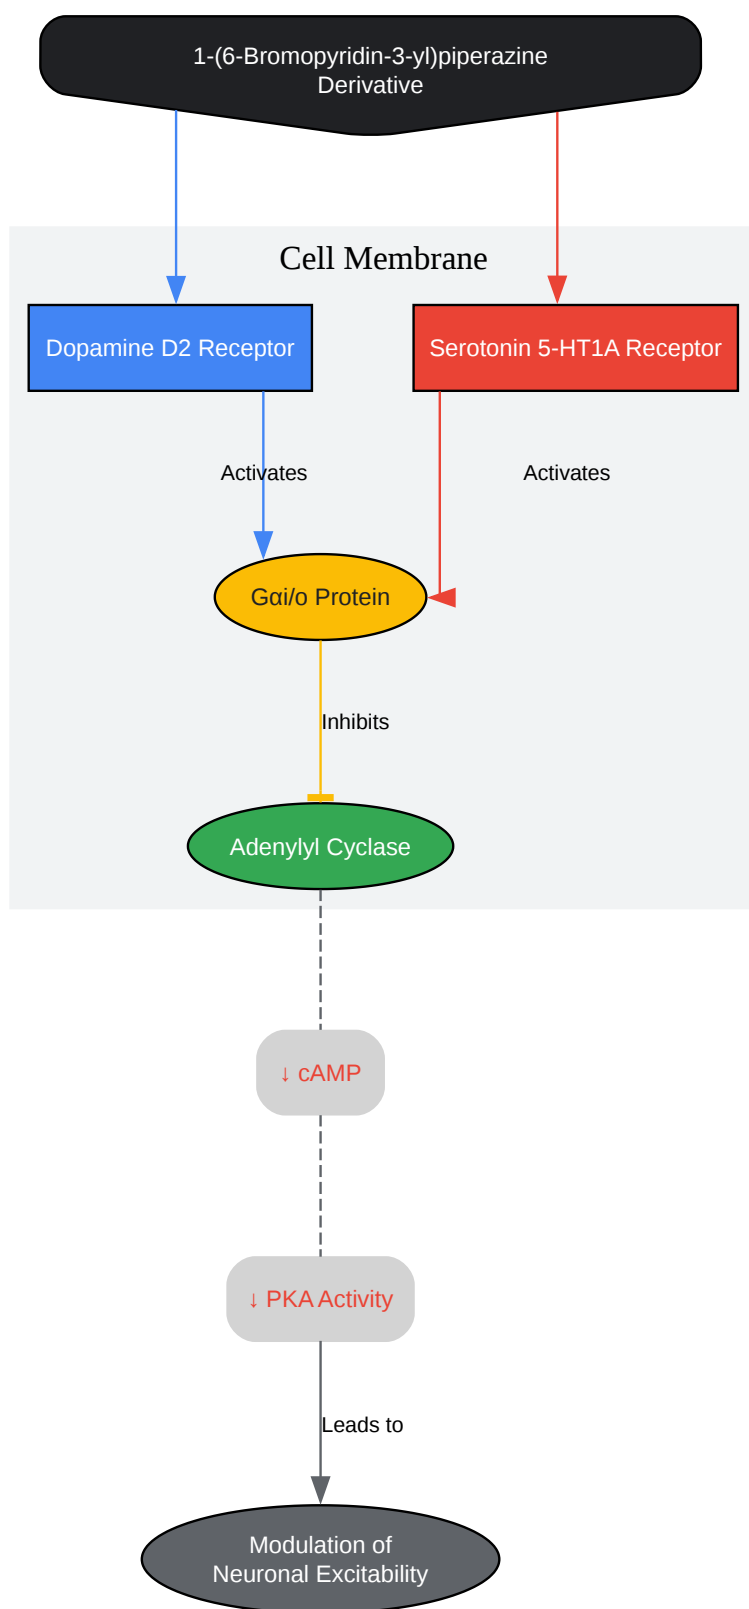 1-(6-Bromopyridin-3-yl)piperazine
Derivative
Cell Membrane
Dopamine D2 Receptor
Serotonin 5-HT1A Receptor
Activates
Activates
Gαi/o Protein
Inhibits
Adenylyl Cyclase
↓ cAMP
↓ PKA Activity
Leads to
Modulation of
Neuronal Excitability